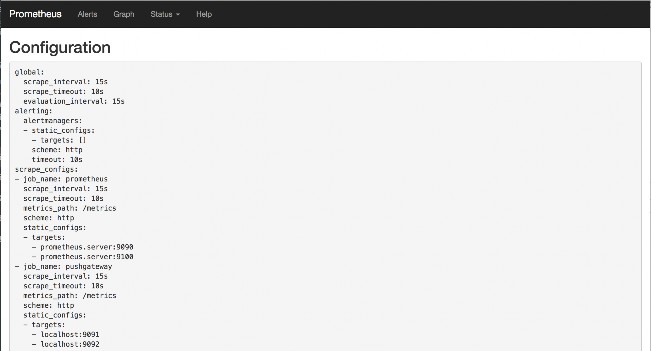 Prometheus Alerts Graph Status Help
Configuration
global:
  scrape_interval: 15s
  scrape_timeout: 10s
  evaluation_interval: 15s
alerting:
  alertmanagers:
  - static_configs:
    - targets: []
    scheme: http
    timeout: 10s
scrape_configs:
- job_name: prometheus
  scrape_interval: 15s
  scrape_timeout: 10s
  metrics_path: /metrics
  scheme: http
  static_configs:
  - targets:
    - prometheus.server:9090
    - prometheus.server:9100
- job_name: pushgateway
  scrape_interval: 15s
  scrape_timeout: 10s
  metrics_path: /metrics
  scheme: http
  static_configs:
  - targets:
    - localhost:9091
    - localhost:9092